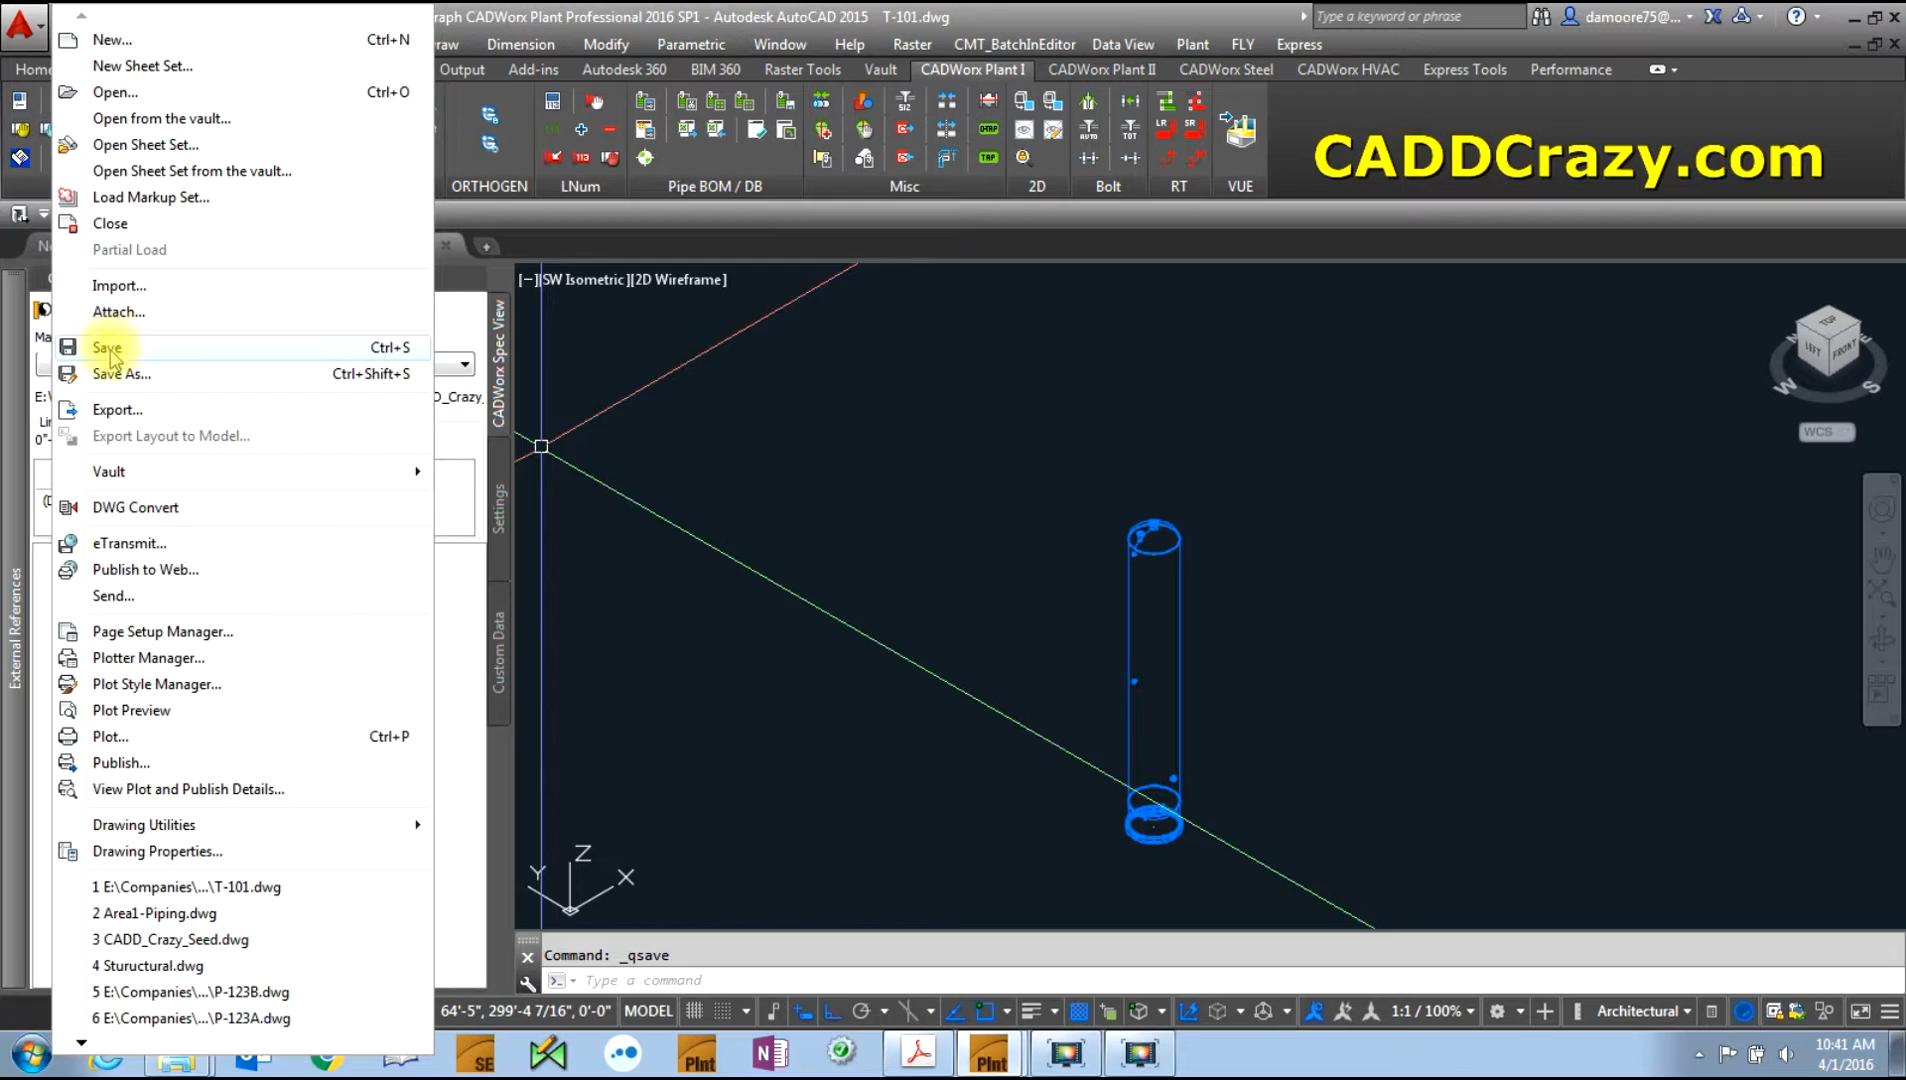 raph CADWorx Plant Professional 2016 SP1 - Autodesk AutoCAD 2015 T-101.dwg
Type a keyword or phrase
damoore75@...
raw Dimension Modify Parametric Window Help Raster CMT_BatchInEditor Data View Plant FLY Express
Home
Output Add-ins Autodesk 360 BIM 360 Raster Tools Vault CADWorx Plant I CADWorx Plant II CADWorx Steel CADWorx HVAC Express Tools Performance
ORTHOGEN LNum Pipe BOM / DB Misc 2D Bolt RT VUE
CADDCrazy.com
New... Ctrl+N
New Sheet Set...
Open... Ctrl+O
Open from the vault...
Open Sheet Set...
Open Sheet Set from the vault...
Load Markup Set...
Close
Partial Load
Import...
Attach...
Save Ctrl+S
Save As... Ctrl+Shift+S
Export...
Export Layout to Model...
Vault
DWG Convert
eTransmit...
Publish to Web...
Send...
Page Setup Manager...
Plotter Manager...
Plot Style Manager...
Plot Preview
Plot... Ctrl+P
Publish...
View Plot and Publish Details...
Drawing Utilities
Drawing Properties...
1 E:\Companies\...\T-101.dwg
2 Area1-Piping.dwg
3 CADD_Crazy_Seed.dwg
4 Stuructural.dwg
5 E:\Companies\...\P-123B.dwg
6 E:\Companies\...\P-123A.dwg
External References
D_Crazy_
CADWorx Spec View
Settings
Custom Data
[−][SW Isometric][2D Wireframe]
TOP
LEFT FRONT
W S
WCS
Z
Y X
Command: _qsave
Type a command
64'-5", 299'-4 7/16", 0'-0" MODEL 1:1 / 100% Architectural
SE PInt N PInt
10:41 AM
4/1/2016